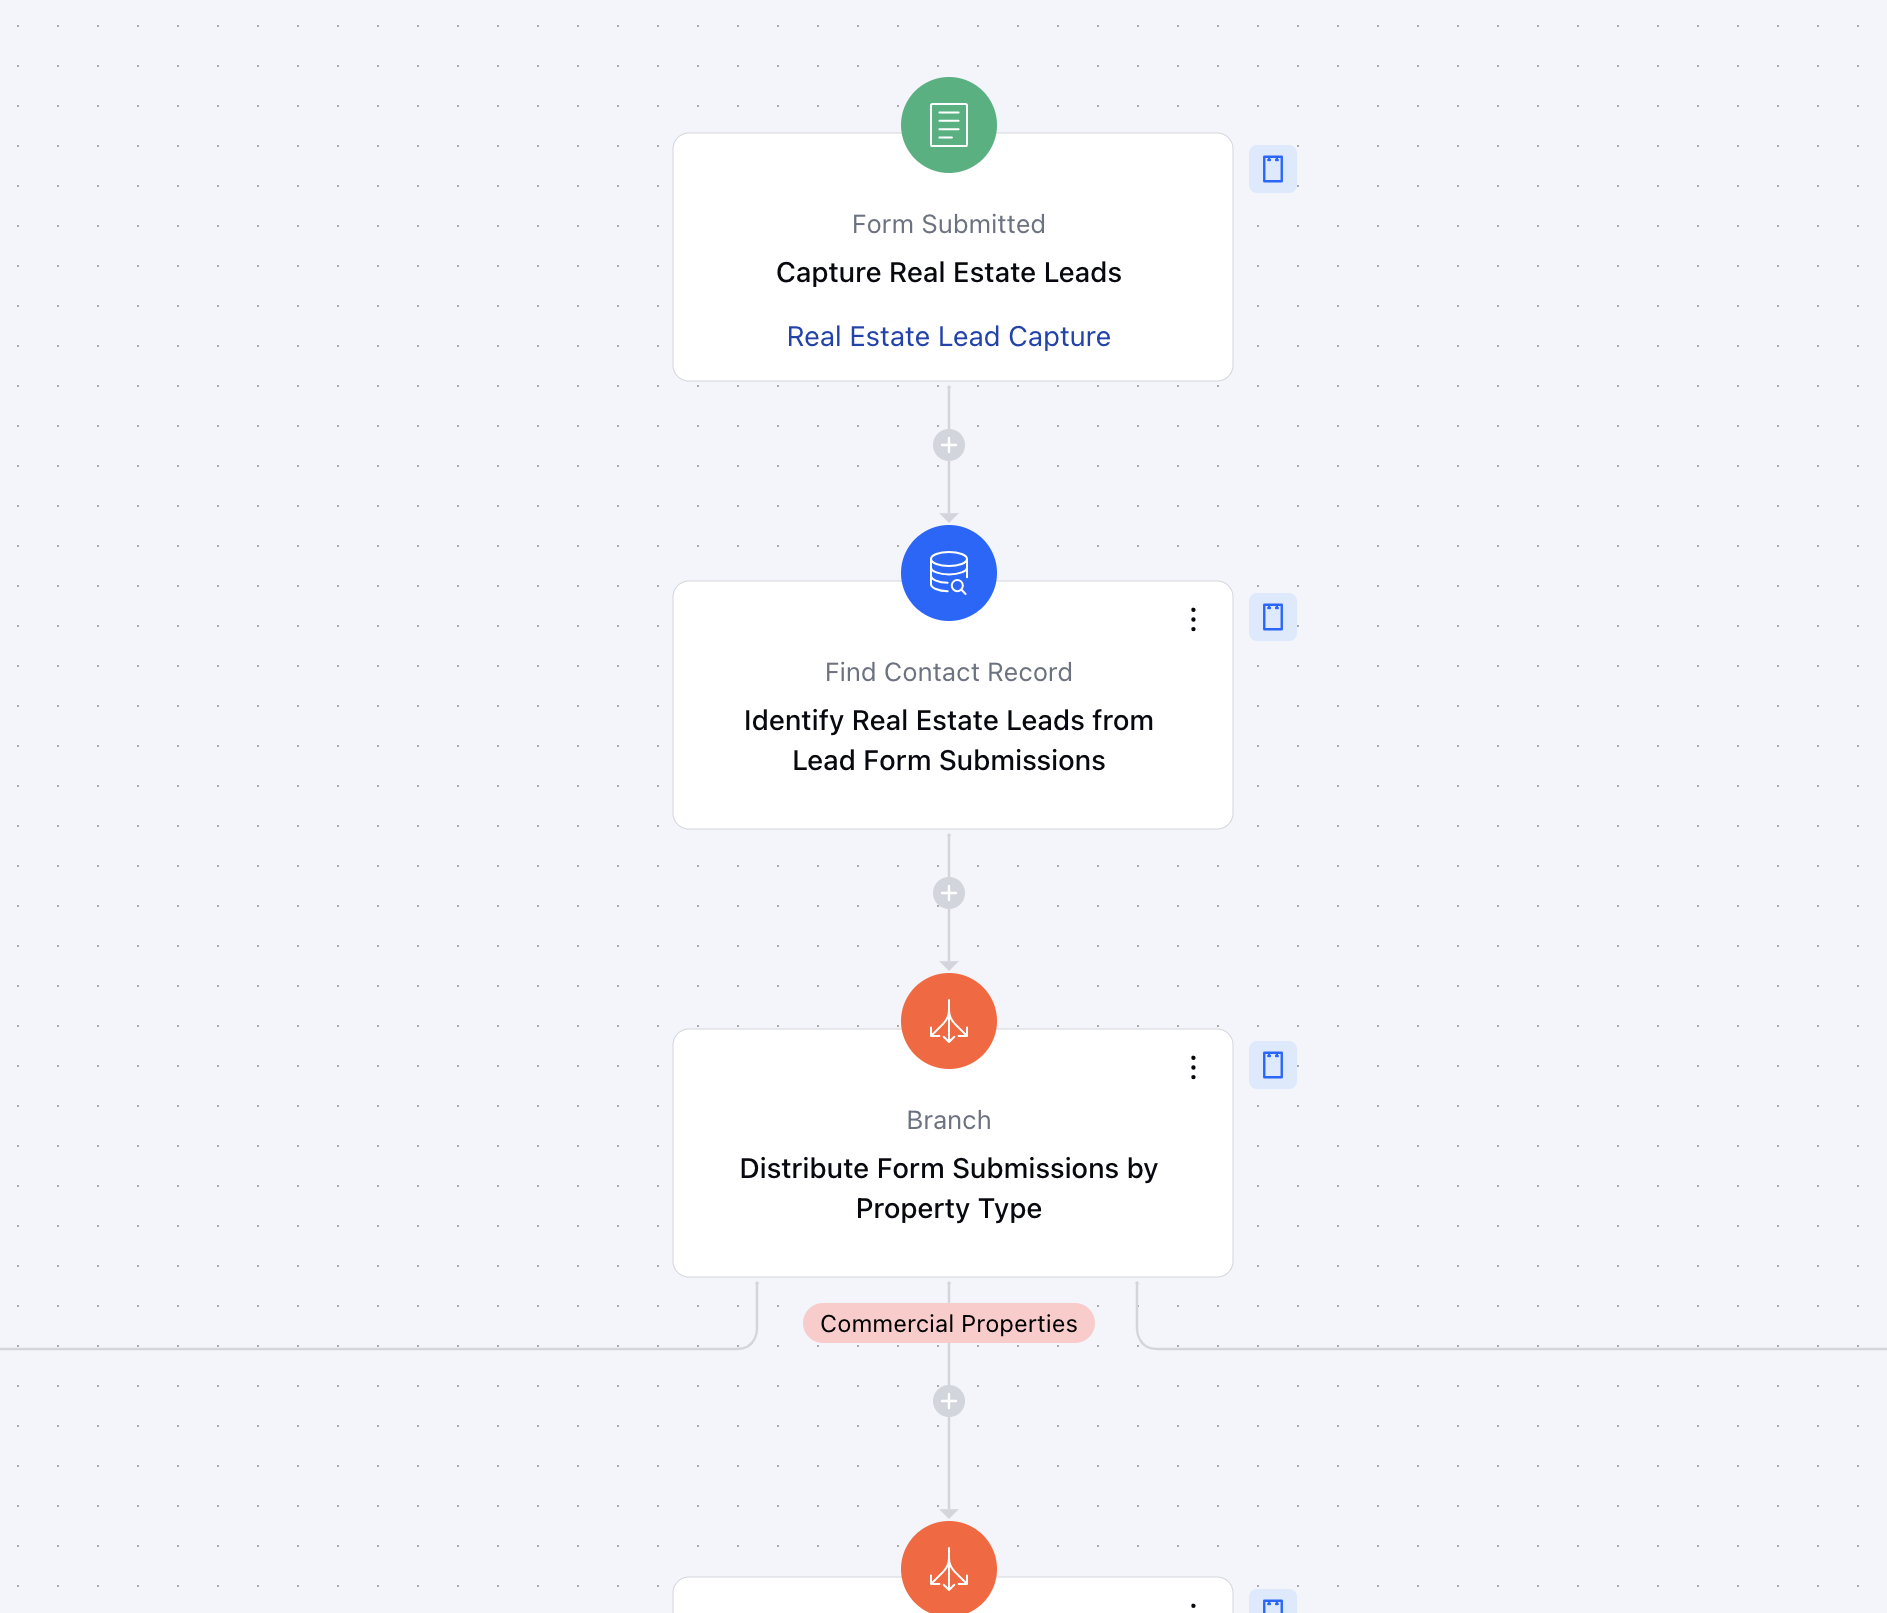 Form Submitted
Capture Real Estate Leads
Real Estate Lead Capture
Find Contact Record
Identify Real Estate Leads from
Lead Form Submissions
Branch
Distribute Form Submissions by
Property Type
Commercial Properties